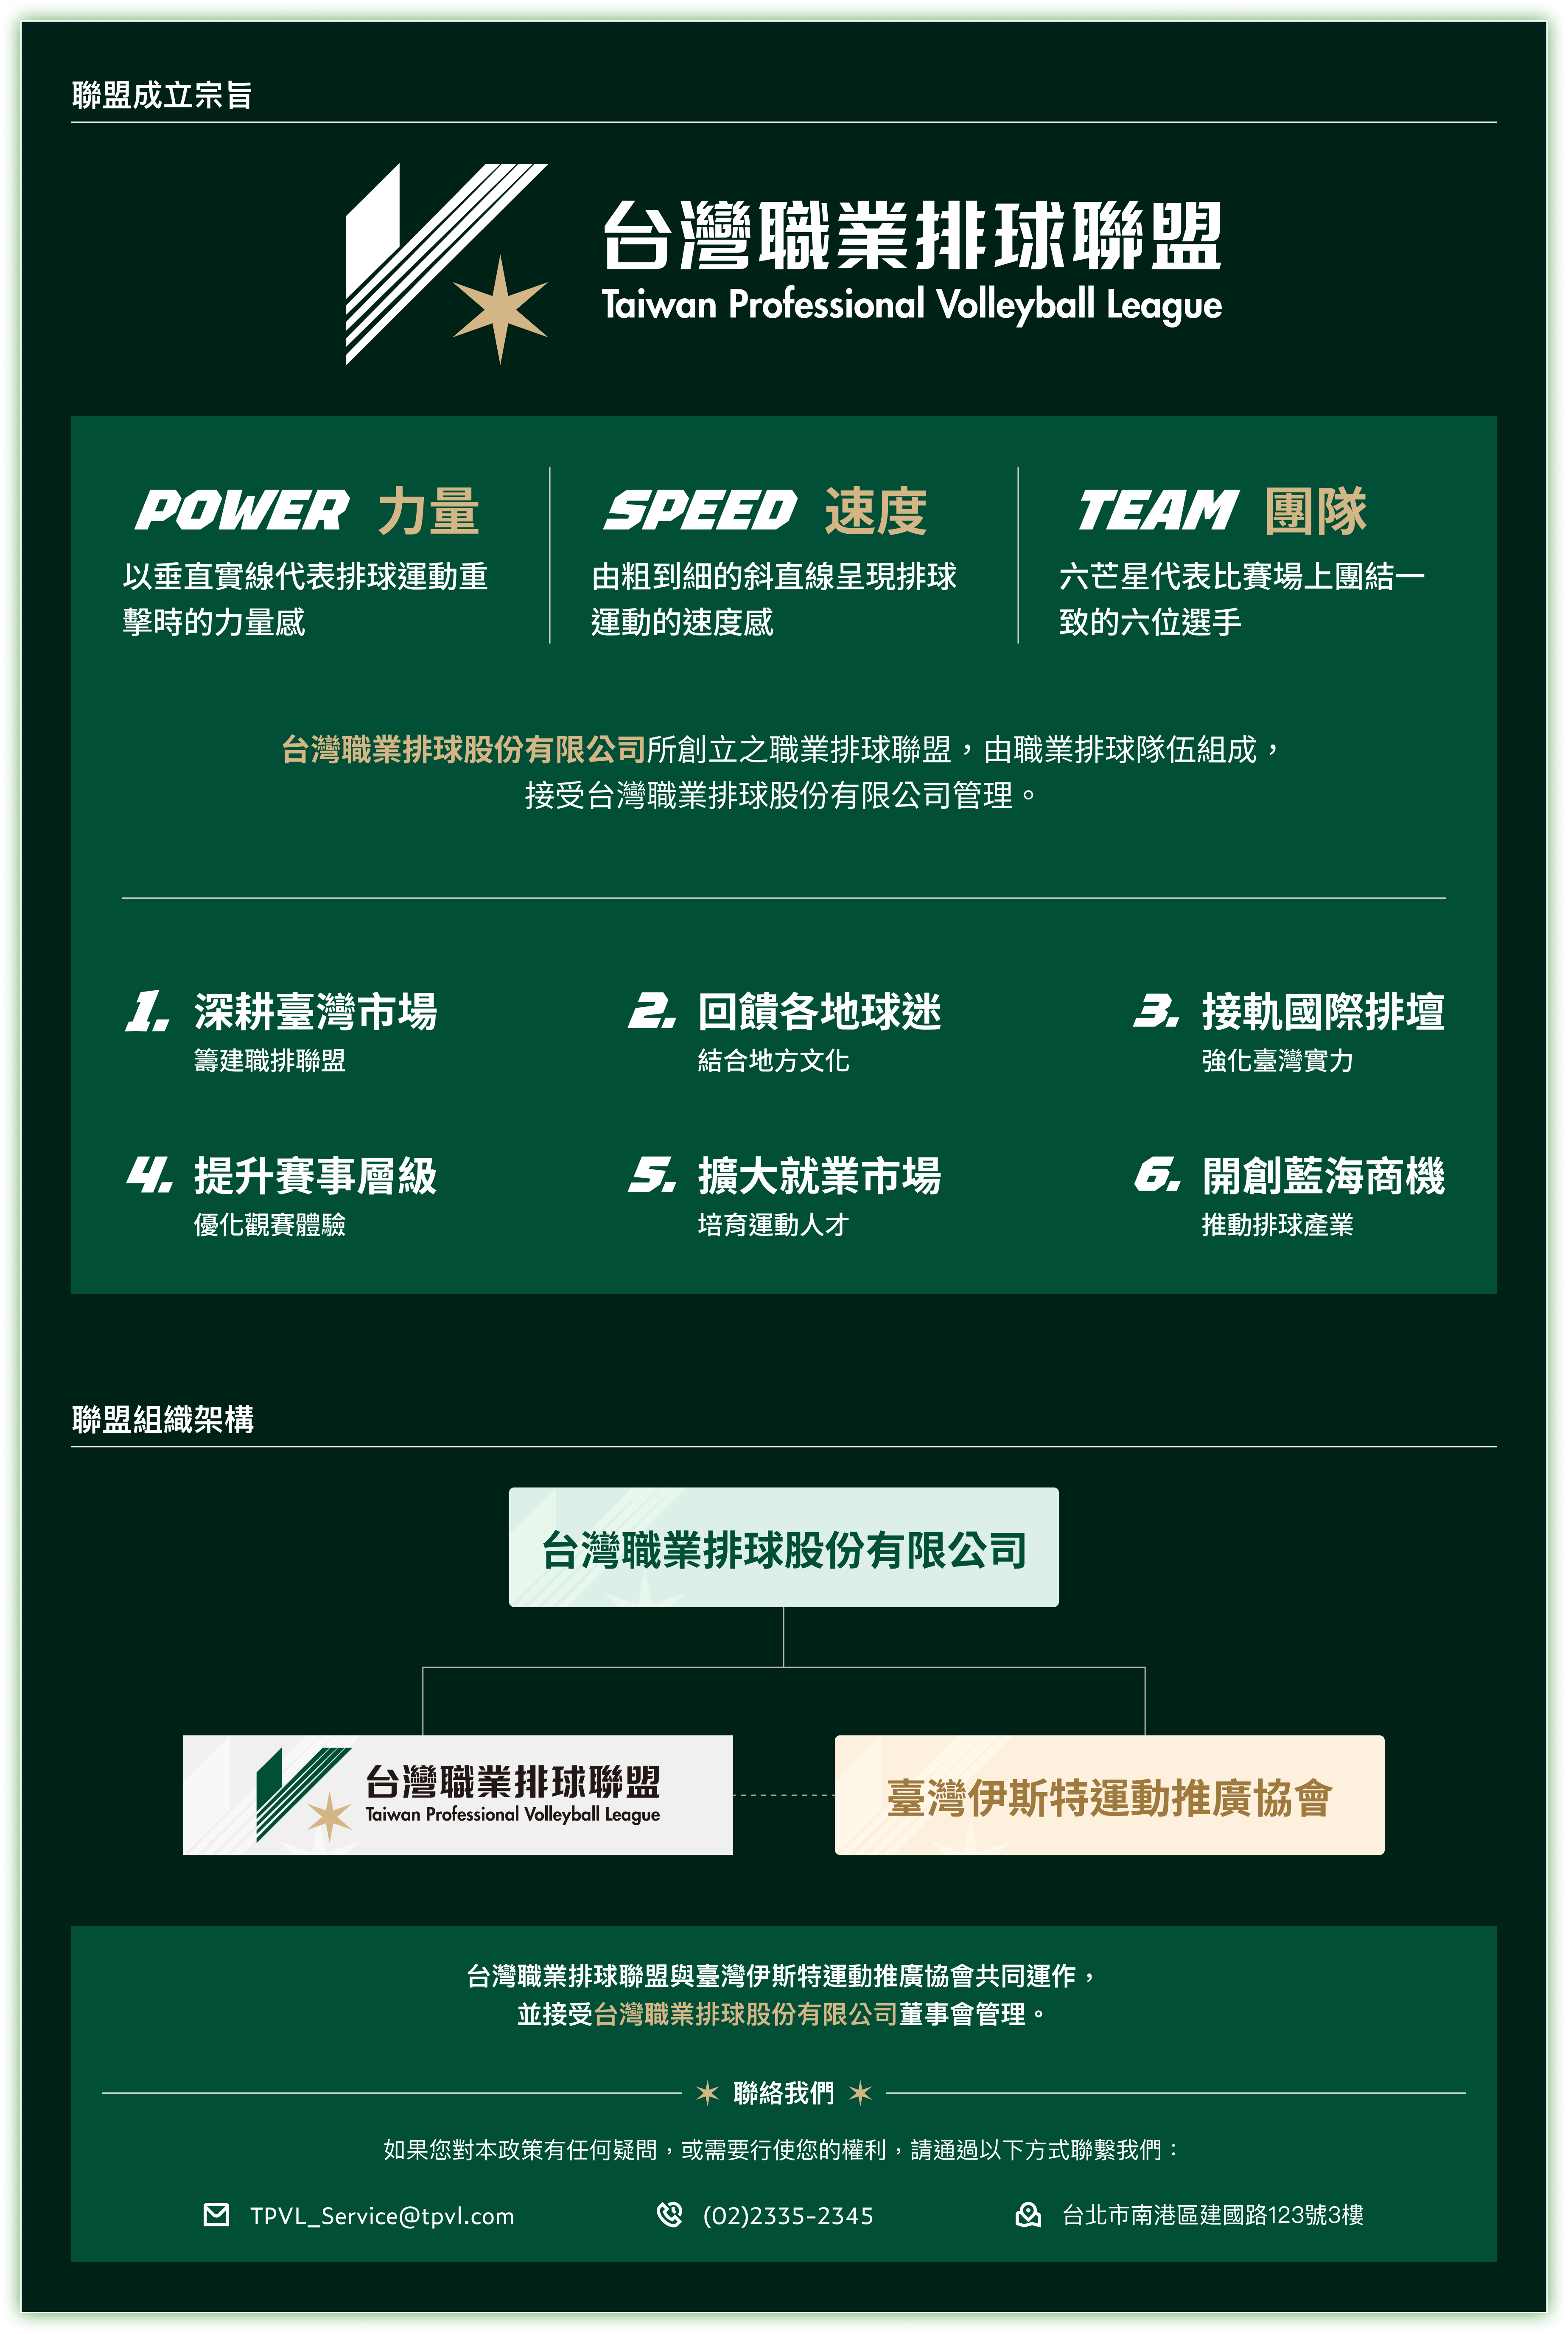 聯盟成立宗旨
台灣職業排球聯盟
Taiwan Professional Volleyball League
POWER 力量
以垂直實線代表排球運動重
擊時的力量感
SPEED 速度
由粗到細的斜直線呈現排球
運動的速度感
TEAM 團隊
六芒星代表比賽場上團結一
致的六位選手
台灣職業排球股份有限公司所創立之職業排球聯盟，由職業排球隊伍組成，
接受台灣職業排球股份有限公司管理。
1. 深耕臺灣市場
籌建職排聯盟
2. 回饋各地球迷
結合地方文化
3. 接軌國際排壇
強化臺灣實力
4. 提升賽事層級
優化觀賽體驗
5. 擴大就業市場
培育運動人才
6. 開創藍海商機
推動排球產業
聯盟組織架構
台灣職業排球股份有限公司
台灣職業排球聯盟
Taiwan Professional Volleyball League
臺灣伊斯特運動推廣協會
台灣職業排球聯盟與臺灣伊斯特運動推廣協會共同運作，
並接受台灣職業排球股份有限公司董事會管理。
聯絡我們
如果您對本政策有任何疑問，或需要行使您的權利，請通過以下方式聯繫我們：
TPVL_Service@tpvl.com
(02)2335-2345
台北市南港區建國路123號3樓